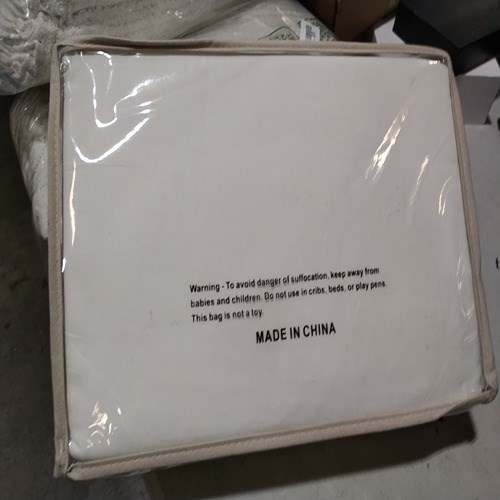 Warning - To avoid danger of suffocation, keep away from
babies and children. Do not use in cribs, beds, or play pens.
This bag is not a toy.
MADE IN CHINA